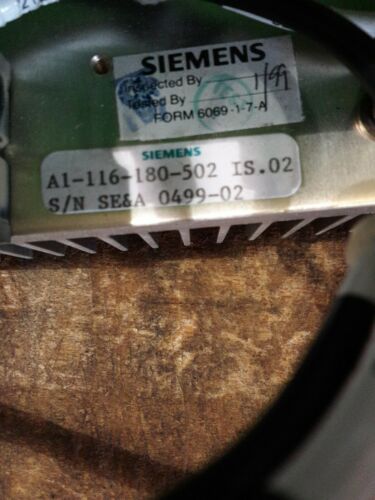 SIEMENS
Inspected By
Tested By
FORM 6069-1-7-A
SIEMENS
A1-116-180-502 IS.02
S/N SE&A 0499-02